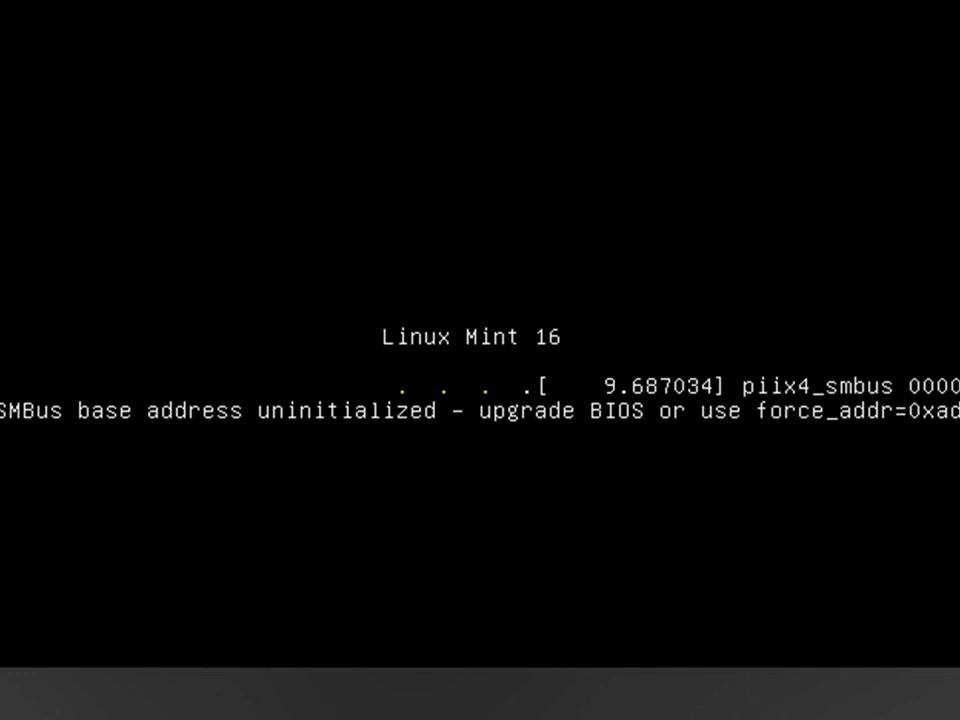 Linux Mint 16
. . . .[    9.687034] piix4_smbus 0000
SMBus base address uninitialized - upgrade BIOS or use force_addr=0xad